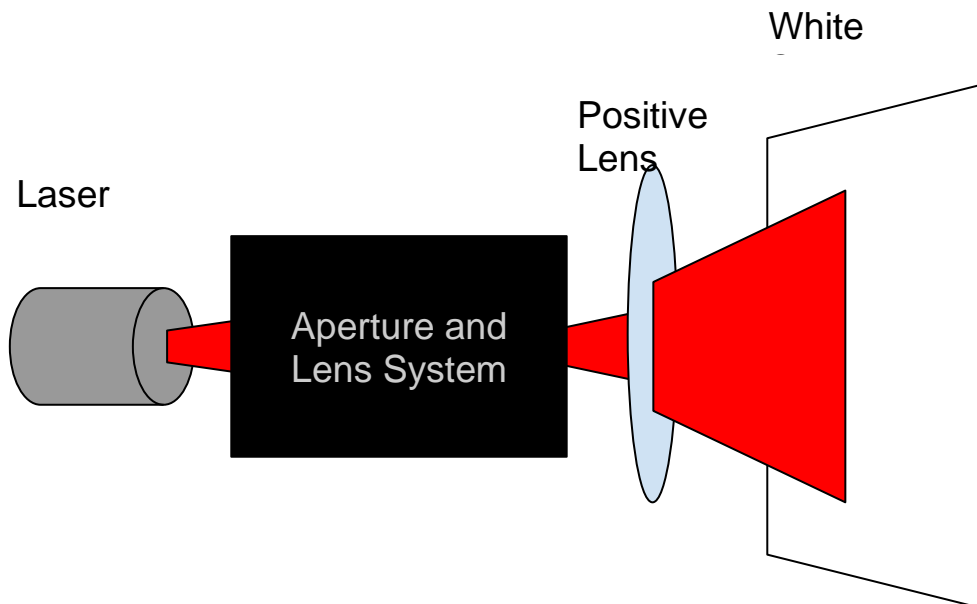 White
Positive
Lens
Laser
Aperture and
Lens System